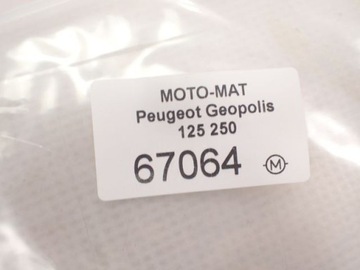 MOTO-MAT
Peugeot Geopolis
125 250
67064 M